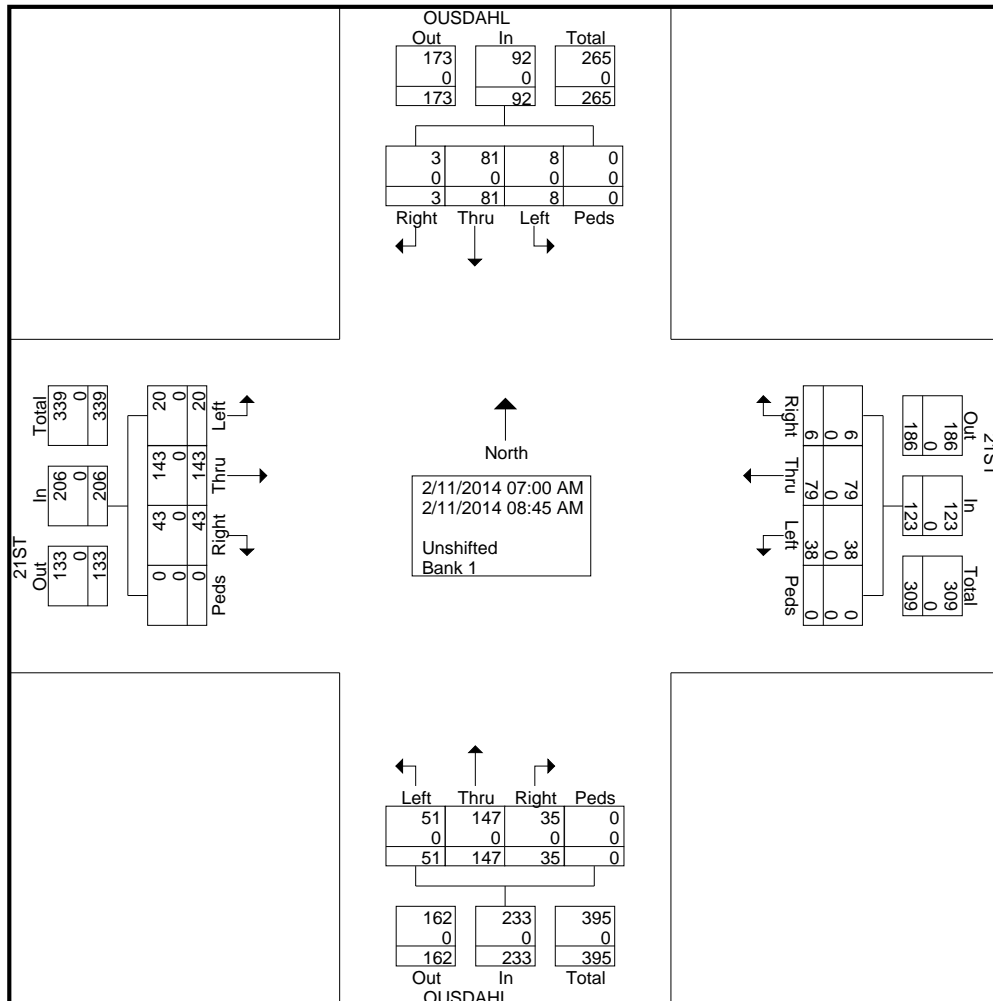 OUSDAHL
Out In Total
173 92 265
0 0 0
173 92 265
3 81 8 0
0 0 0 0
3 81 8 0
Right Thru Left Peds
Total
339 0 339
In
206 0 206
Out
133 0 133
21ST
20 0 20
Left
143 0 143
Thru
43 0 43
Right
0 0 0
Peds
North
2/11/2014 07:00 AM
2/11/2014 08:45 AM
Unshifted
Bank 1
Right
6 0 6
Thru
79 0 79
Left
38 0 38
Peds
0 0 0
Out
186 0 186
21ST
In
123 0 123
Total
309 0 309
Left Thru Right Peds
51 147 35 0
0 0 0 0
51 147 35 0
162 233 395
0 0 0
162 233 395
Out In Total
OUSDAHL